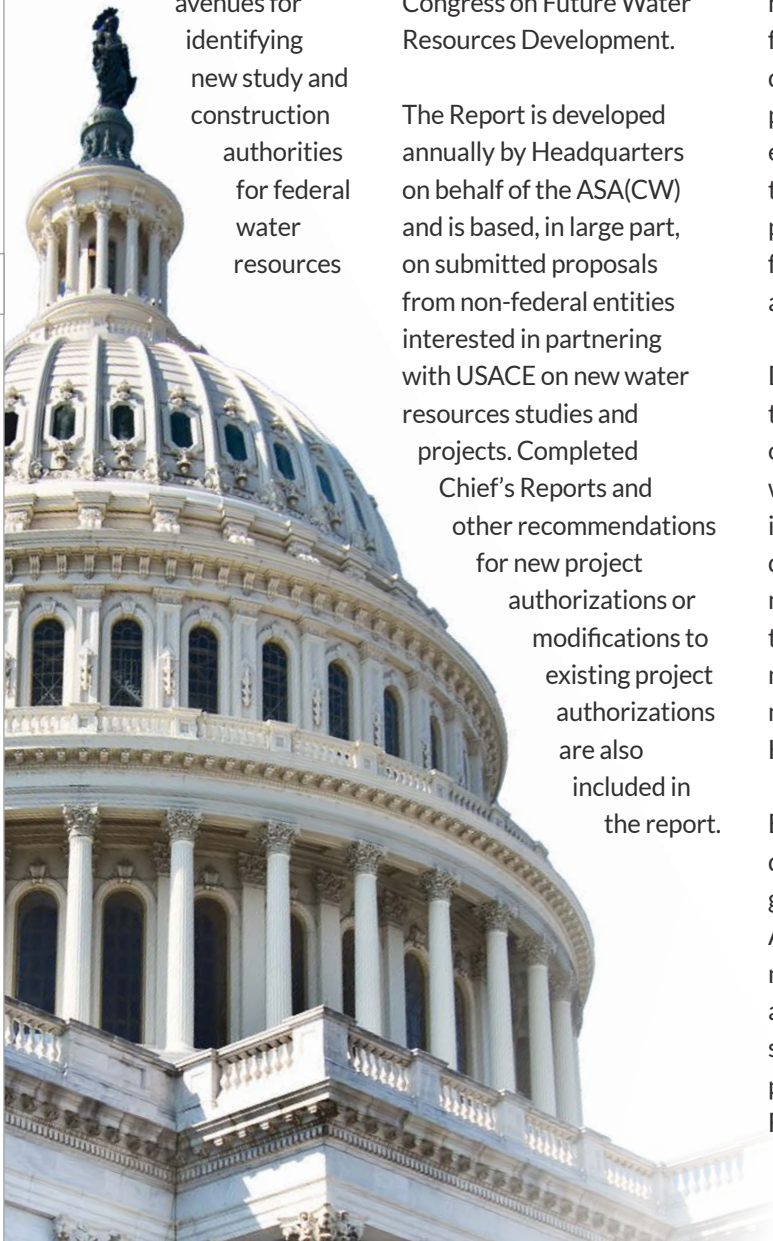 avenues for
identifying
new study and
construction
authorities
for federal
water
resources
Congress on Future Water
Resources Development.
The Report is developed
annually by Headquarters
on behalf of the ASA(CW)
and is based, in large part,
on submitted proposals
from non-federal entities
interested in partnering
with USACE on new water
resources studies and
projects. Completed
Chief’s Reports and
other recommendations
for new project
authorizations or
modifications to
existing project
authorizations
are also
included in
the report.